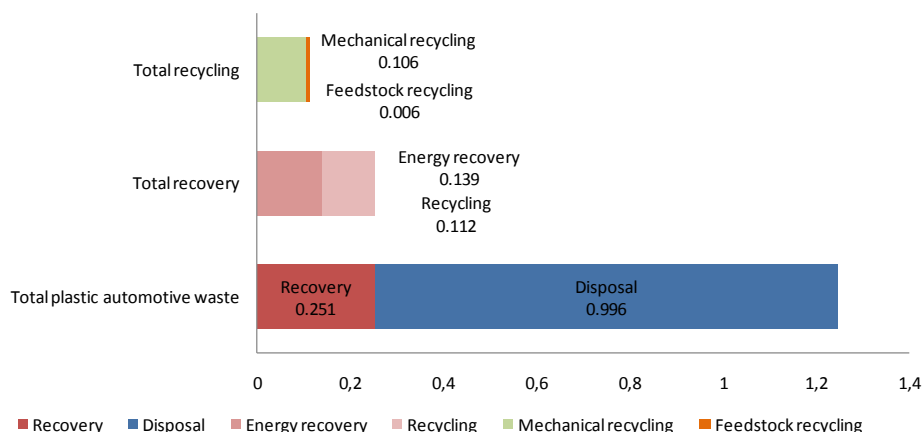 Total recycling
Mechanical recycling
0.106
Feedstock recycling
0.006
Total recovery
Energy recovery
0.139
Recycling
0.112
Total plastic automotive waste
Recovery
0.251
Disposal
0.996
0 0,2 0,4 0,6 0,8 1 1,2 1,4
Recovery Disposal Energy recovery Recycling Mechanical recycling Feedstock recycling